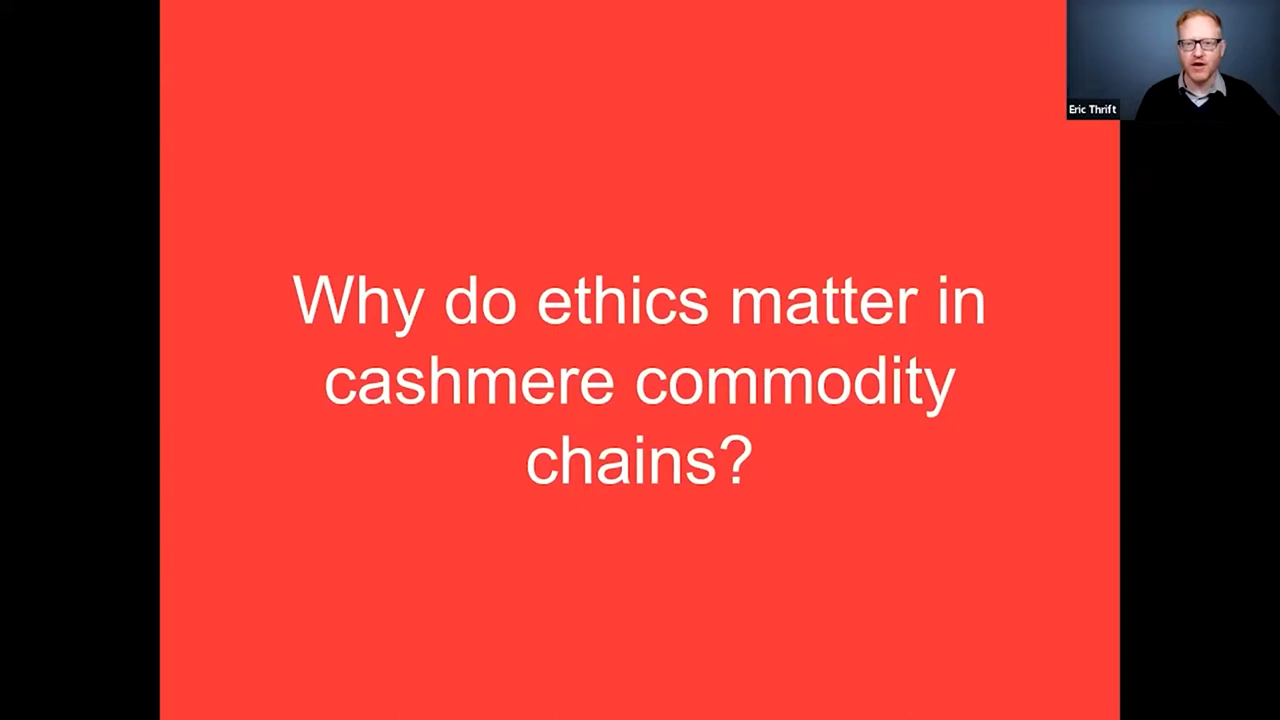 Eric Thrift
Why do ethics matter in
cashmere commodity
chains?